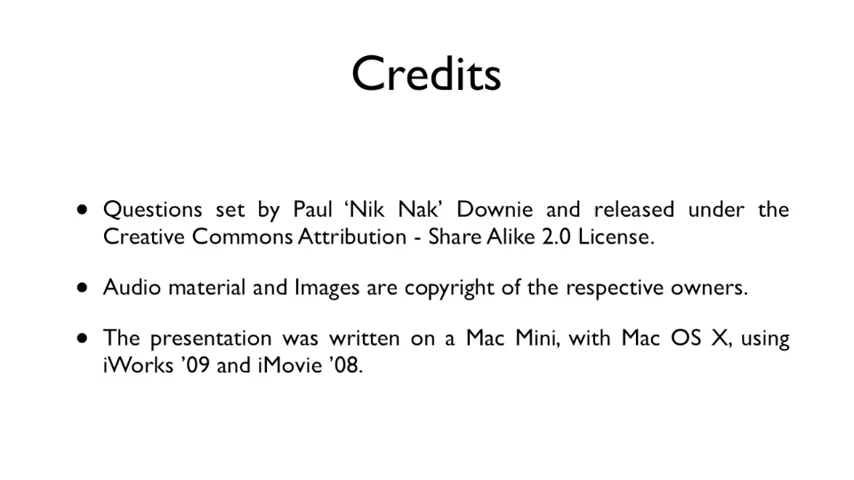 Credits
• Questions set by Paul ‘Nik Nak’ Downie and released under the
Creative Commons Attribution - Share Alike 2.0 License.
• Audio material and Images are copyright of the respective owners.
• The presentation was written on a Mac Mini, with Mac OS X, using
iWorks ’09 and iMovie ’08.